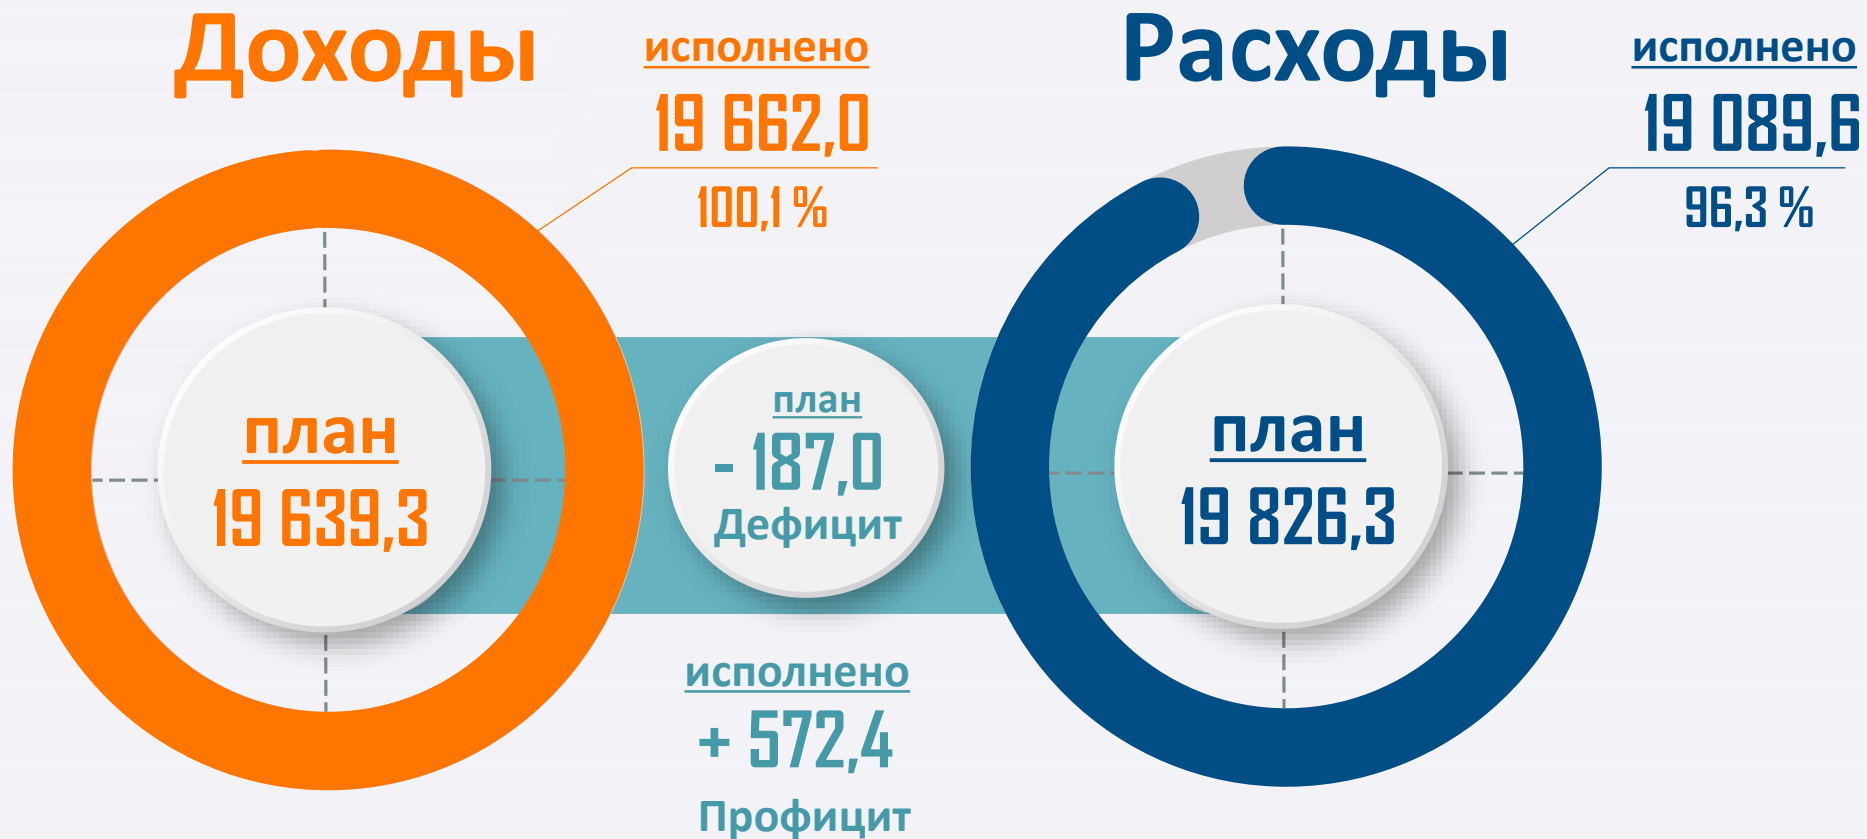 Доходы
исполнено
19 662,0
100,1 %
план
19 639,3
план
- 187,0
Дефицит
исполнено
+ 572,4
Профицит
Расходы
исполнено
19 089,6
96,3 %
план
19 826,3